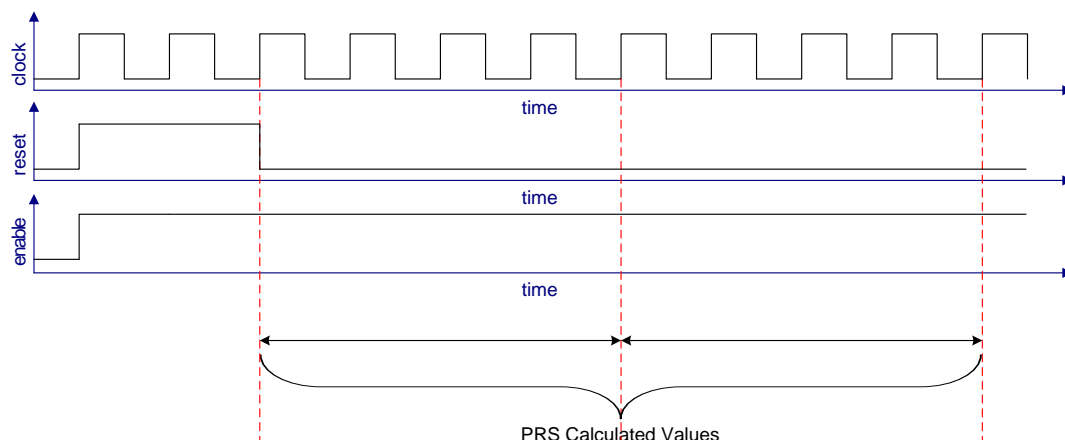 clock
time
reset
time
enable
time
PRS Calculated Values